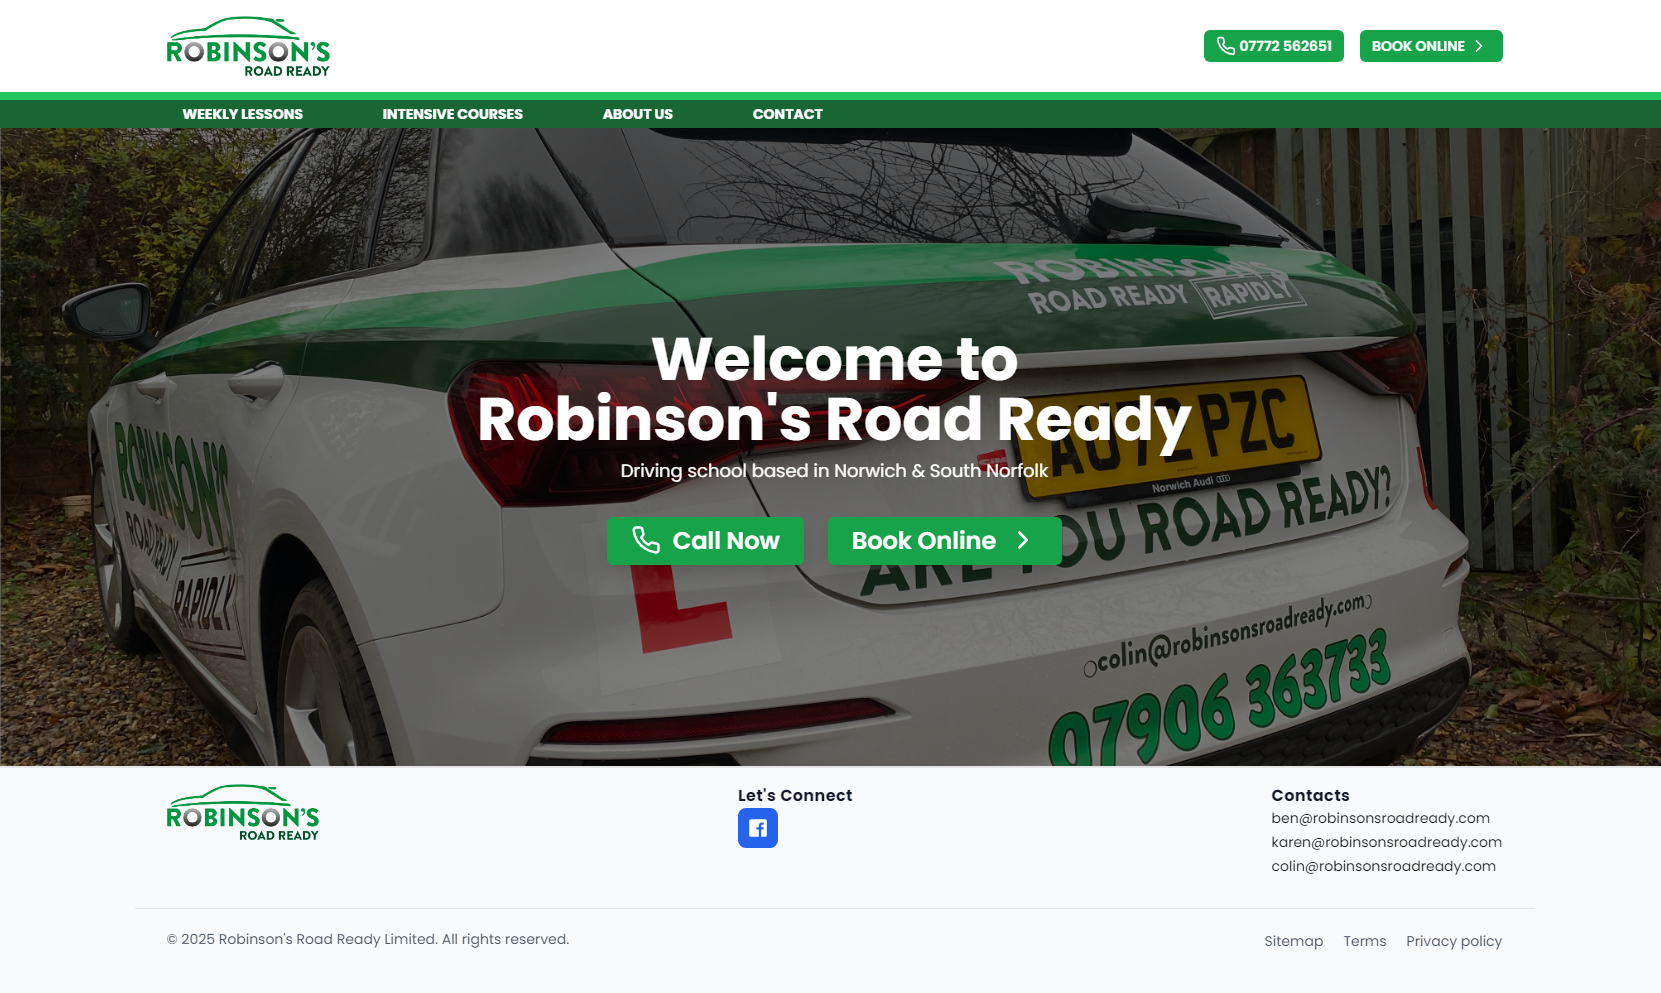 ROBINSON'S
ROAD READY
07772 562651
BOOK ONLINE
WEEKLY LESSONS
INTENSIVE COURSES
ABOUT US
CONTACT
ROBINSON'S
ROAD READY RAPIDLY
Welcome to
Robinson's Road Ready
Driving school based in Norwich & South Norfolk
AU72 PZC
Norwich Audi
ROBINSON'S
ROAD READY
RAPIDLY
Call Now
Book Online
ARE YOU ROAD READY?
L
colin@robinsonsroadready.com
07906 363733
ROBINSON'S
ROAD READY
Let's Connect
Contacts
ben@robinsonsroadready.com
karen@robinsonsroadready.com
colin@robinsonsroadready.com
© 2025 Robinson's Road Ready Limited. All rights reserved.
Sitemap
Terms
Privacy policy